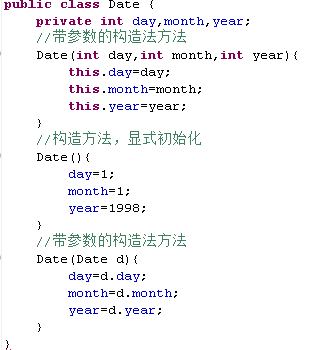 public class Date {
private int day,month,year;
//带参数的构造法方法
Date(int day,int month,int year){
this.day=day;
this.month=month;
this.year=year;
}
//构造方法，显式初始化
Date(){
day=1;
month=1;
year=1998;
}
//带参数的构造法方法
Date(Date d){
day=d.day;
month=d.month;
year=d.year;
}
}